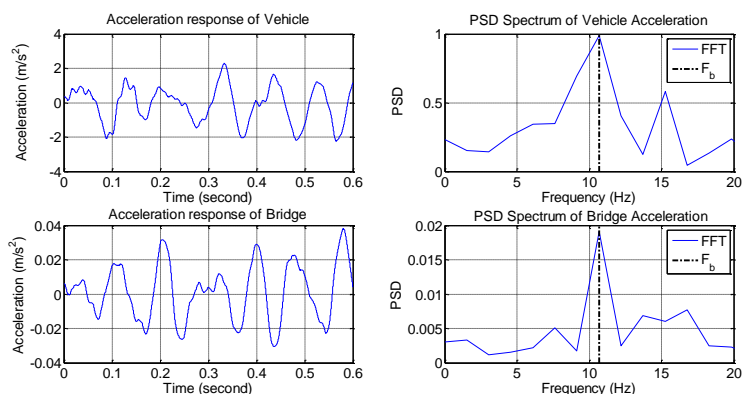 Acceleration response of Vehicle
Acceleration (m/s²)
4
2
0
-2
-4
0 0.1 0.2 0.3 0.4 0.5 0.6
Time (second)
PSD Spectrum of Vehicle Acceleration
PSD
1
0.5
0
0 5 10 15 20
Frequency (Hz)
FFT
F_b
Acceleration response of Bridge
Acceleration (m/s²)
0.04
0.02
0
-0.02
-0.04
0 0.1 0.2 0.3 0.4 0.5 0.6
Time (second)
PSD Spectrum of Bridge Acceleration
PSD
0.02
0.015
0.01
0.005
0
0 5 10 15 20
Frequency (Hz)
FFT
F_b